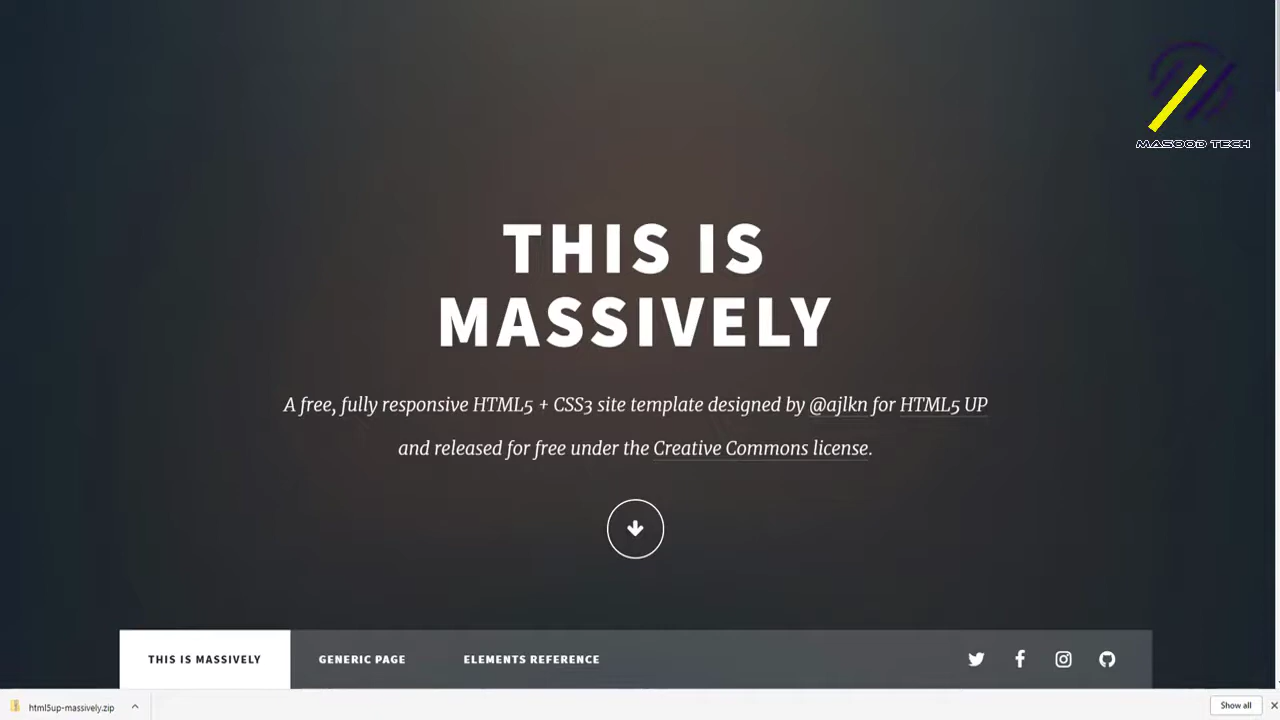 MASOOD TECH
THIS IS
MASSIVELY
A free, fully responsive HTML5 + CSS3 site template designed by @ajlkn for HTML5 UP
and released for free under the Creative Commons license.
THIS IS MASSIVELY GENERIC PAGE ELEMENTS REFERENCE
html5up-massively.zip Show all